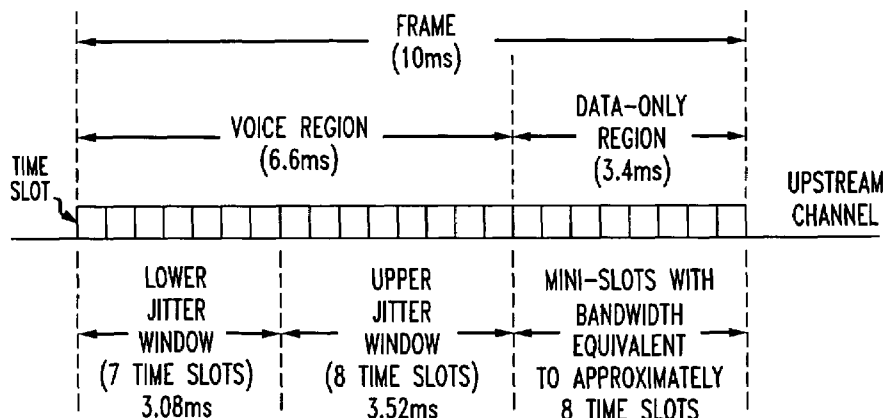 FRAME
(10ms)
VOICE REGION
(6.6ms)
DATA-ONLY
REGION
(3.4ms)
TIME
SLOT
UPSTREAM
CHANNEL
LOWER
JITTER
WINDOW
(7 TIME SLOTS)
3.08ms
UPPER
JITTER
WINDOW
(8 TIME SLOTS)
3.52ms
MINI-SLOTS WITH
BANDWIDTH
EQUIVALENT
TO APPROXIMATELY
8 TIME SLOTS